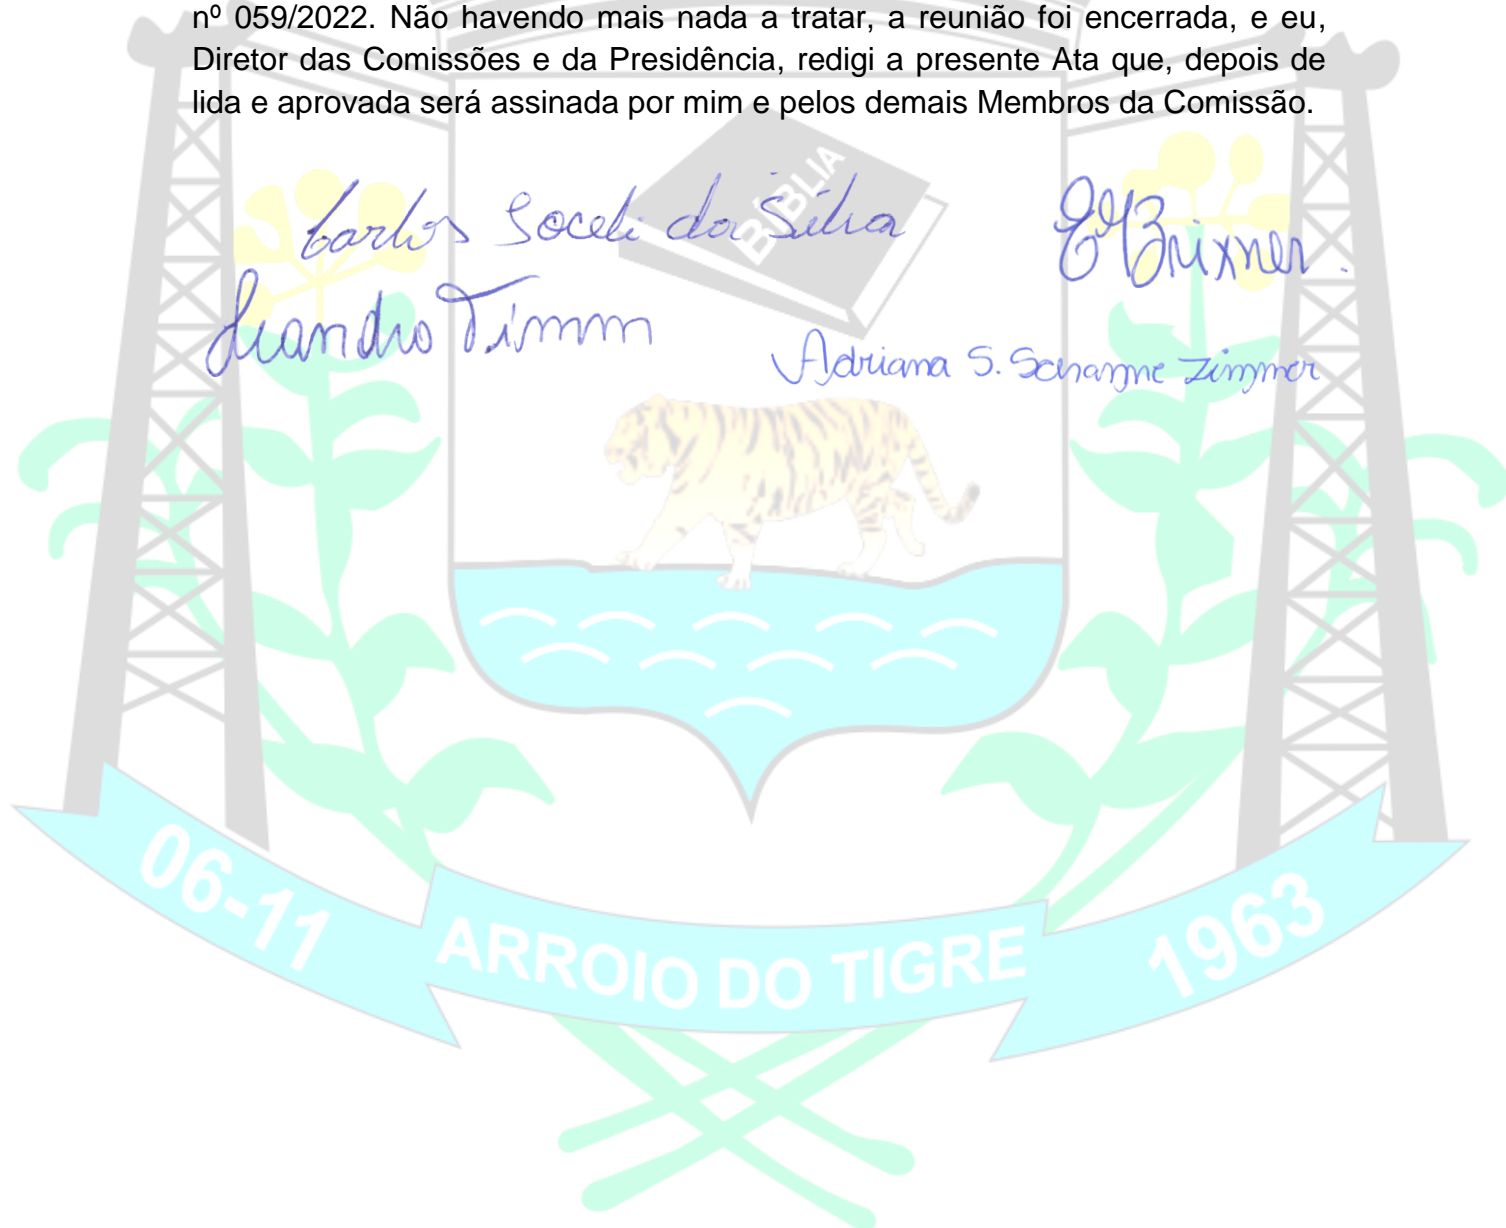 nº 059/2022. Não havendo mais nada a tratar, a reunião foi encerrada, e eu,
Diretor das Comissões e da Presidência, redigi a presente Ata que, depois de
lida e aprovada será assinada por mim e pelos demais Membros da Comissão.
BÍBLIA
Carlos Soceli da Silva
Brixner.
Leandro Timm
Adriana S. Schanne Zimmer
06-11
ARROIO DO TIGRE
1963